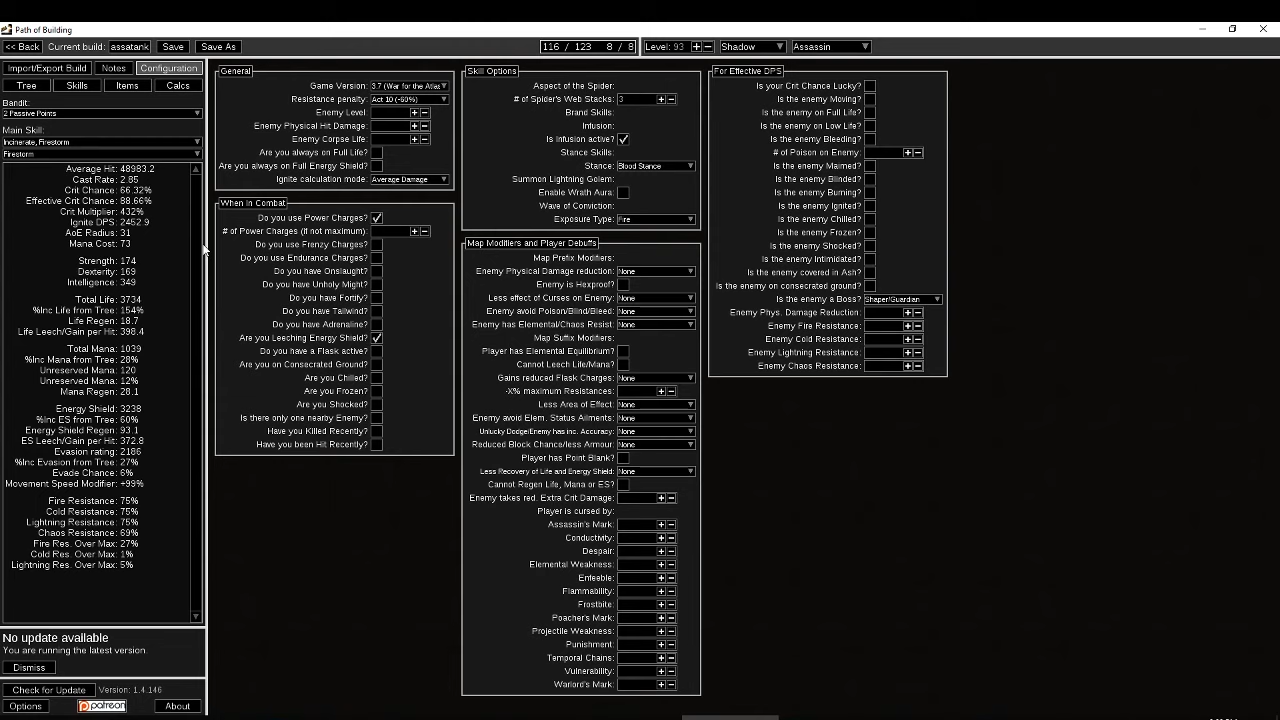 Path of Building
<< Back
Current build: assatank
Save
Save As
116 / 123 8 / 8
Level: 93
Shadow
Assassin
Import/Export Build
Notes
Configuration
Tree
Skills
Items
Calcs
Bandit:
2 Passive Points
Main Skill:
Incinerate, Firestorm
Firestorm
Average Hit: 48983.2
Cast Rate: 2.85
Crit Chance: 66.32%
Effective Crit Chance: 88.66%
Crit Multiplier: 432%
Ignite DPS: 2452.9
AoE Radius: 31
Mana Cost: 73
Strength: 174
Dexterity: 169
Intelligence: 349
Total Life: 3734
%Inc Life from Tree: 154%
Life Regen: 18.7
Life Leech/Gain per Hit: 398.4
Total Mana: 1039
%Inc Mana from Tree: 28%
Unreserved Mana: 120
Unreserved Mana: 12%
Mana Regen: 28.1
Energy Shield: 3238
%Inc ES from Tree: 60%
Energy Shield Regen: 93.1
ES Leech/Gain per Hit: 372.8
Evasion rating: 2186
%Inc Evasion from Tree: 27%
Evade Chance: 6%
Movement Speed Modifier: +99%
Fire Resistance: 75%
Cold Resistance: 75%
Lightning Resistance: 75%
Chaos Resistance: 69%
Fire Res. Over Max: 27%
Cold Res. Over Max: 1%
Lightning Res. Over Max: 5%
No update available
You are running the latest version.
Dismiss
Check for Update
Version: 1.4.146
Options
patreon
About
General
Game Version: 3.7 (War for the Atlas
Resistance penalty: Act 10 (-60%)
Enemy Level:
Enemy Physical Hit Damage:
Enemy Corpse Life:
Are you always on Full Life?
Are you always on Full Energy Shield?
Ignite calculation mode: Average Damage
When In Combat
Do you use Power Charges?
# of Power Charges (if not maximum):
Do you use Frenzy Charges?
Do you use Endurance Charges?
Do you have Onslaught?
Do you have Unholy Might?
Do you have Fortify?
Do you have Tailwind?
Do you have Adrenaline?
Are you Leeching Energy Shield?
Do you have a Flask active?
Are you on Consecrated Ground?
Are you Chilled?
Are you Frozen?
Are you Shocked?
Is there only one nearby Enemy?
Have you Killed Recently?
Have you been Hit Recently?
Skill Options
Aspect of the Spider:
# of Spider's Web Stacks: 3
Brand Skills:
Infusion:
Is Infusion active?
Stance Skills:
Stance: Blood Stance
Summon Lightning Golem:
Enable Wrath Aura:
Wave of Conviction:
Exposure Type: Fire
Map Modifiers and Player Debuffs
Map Prefix Modifiers:
Enemy Physical Damage reduction: None
Enemy is Hexproof?
Less effect of Curses on Enemy: None
Enemy avoid Poison/Blind/Bleed: None
Enemy has Elemental/Chaos Resist: None
Map Suffix Modifiers:
Player has Elemental Equilibrium?
Cannot Leech Life/Mana?
Gains reduced Flask Charges: None
-X% maximum Resistances:
Less Area of Effect: None
Enemy avoid Elem. Status Ailments: None
Unlucky Dodge/Enemy has inc. Accuracy: None
Reduced Block Chance/less Armour: None
Player has Point Blank?
Less Recovery of Life and Energy Shield: None
Cannot Regen Life, Mana or ES?
Enemy takes red. Extra Crit Damage:
Player is cursed by:
Assassin's Mark:
Conductivity:
Despair:
Elemental Weakness:
Enfeeble:
Flammability:
Frostbite:
Poacher's Mark:
Projectile Weakness:
Punishment:
Temporal Chains:
Vulnerability:
Warlord's Mark:
For Effective DPS
Is your Crit Chance Lucky?
Is the enemy Moving?
Is the enemy on Full Life?
Is the enemy on Low Life?
Is the enemy Bleeding?
# of Poison on Enemy:
Is the enemy Maimed?
Is the enemy Blinded?
Is the enemy Burning?
Is the enemy Ignited?
Is the enemy Chilled?
Is the enemy Frozen?
Is the enemy Shocked?
Is the enemy Intimidated?
Is the enemy covered in Ash?
Is the enemy on consecrated ground?
Is the enemy a Boss? Shaper/Guardian
Enemy Phys. Damage Reduction:
Enemy Fire Resistance:
Enemy Cold Resistance:
Enemy Lightning Resistance:
Enemy Chaos Resistance: